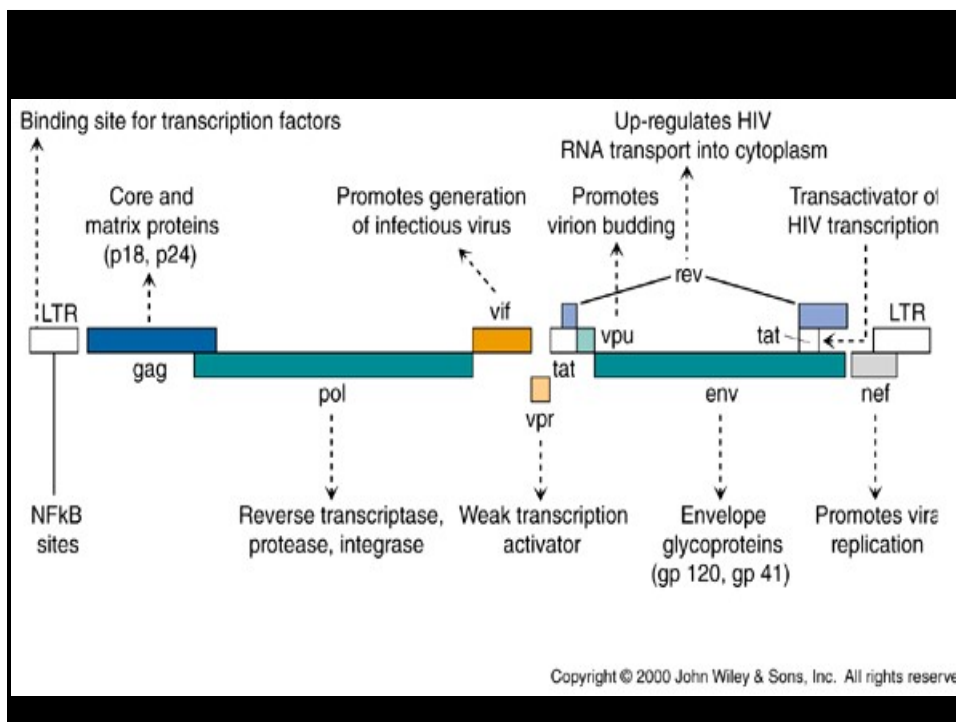 Binding site for transcription factors
Up-regulates HIV
RNA transport into cytoplasm
Core and
matrix proteins
(p18, p24)
Promotes generation
of infectious virus
Promotes
virion budding
Transactivator of
HIV transcription
rev
LTR
vif
vpu
tat
LTR
gag
pol
tat
vpr
env
nef
NFkB
sites
Reverse transcriptase,
protease, integrase
Weak transcription
activator
Envelope
glycoproteins
(gp 120, gp 41)
Promotes vira
replication
Copyright © 2000 John Wiley & Sons, Inc. All rights reserve